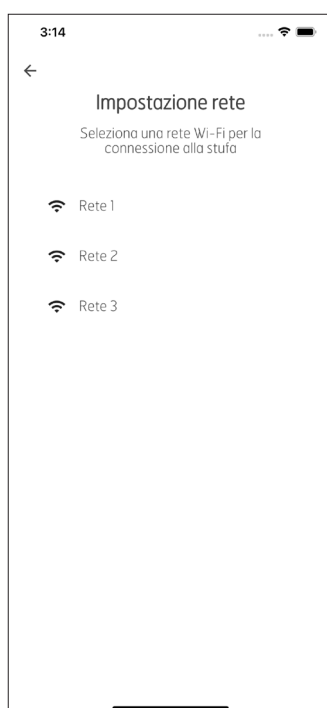 3:14
Impostazione rete
Seleziona una rete Wi-Fi per la
connessione alla stufa
Rete 1
Rete 2
Rete 3